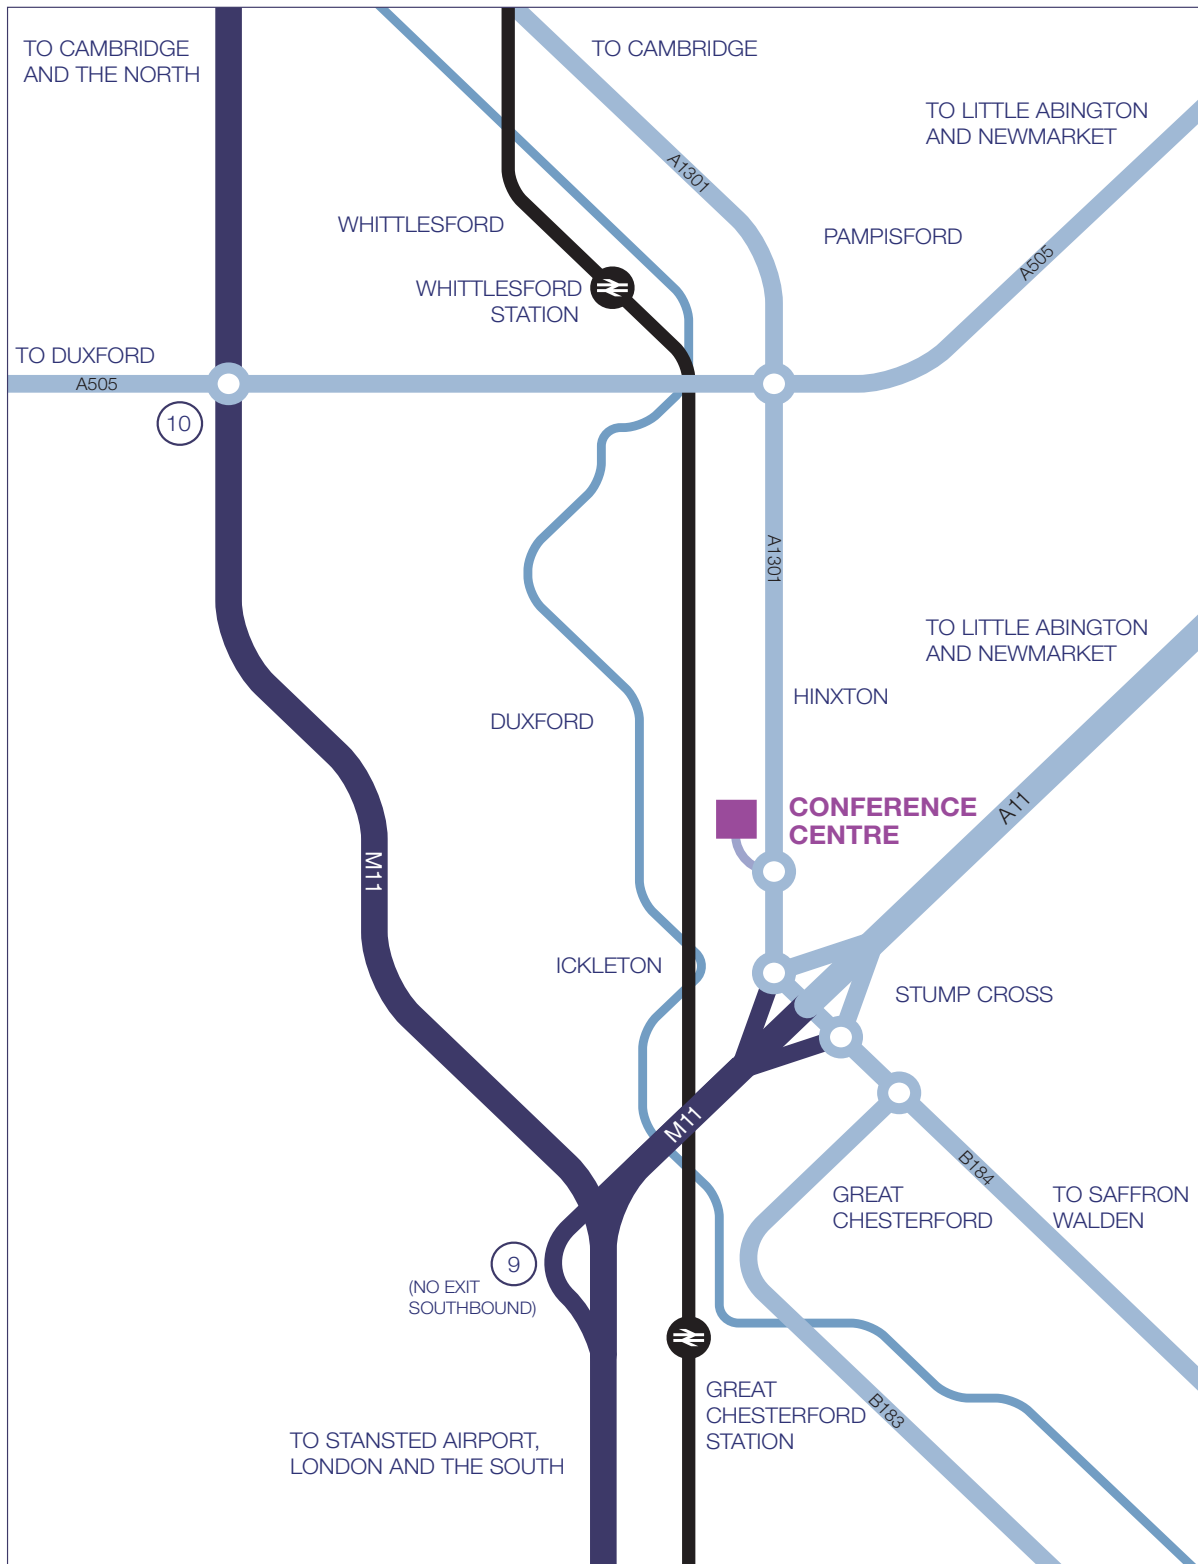 TO CAMBRIDGE
AND THE NORTH
TO CAMBRIDGE
TO LITTLE ABINGTON
AND NEWMARKET
A1301
WHITTLESFORD
PAMPISFORD
A505
WHITTLESFORD
STATION
TO DUXFORD
A505
10
A1301
TO LITTLE ABINGTON
AND NEWMARKET
HINXTON
DUXFORD
CONFERENCE
CENTRE
A11
M11
ICKLETON
STUMP CROSS
M11
B184
GREAT
CHESTERFORD
TO SAFFRON
WALDEN
9
(NO EXIT
SOUTHBOUND)
GREAT
CHESTERFORD
STATION
B183
TO STANSTED AIRPORT,
LONDON AND THE SOUTH